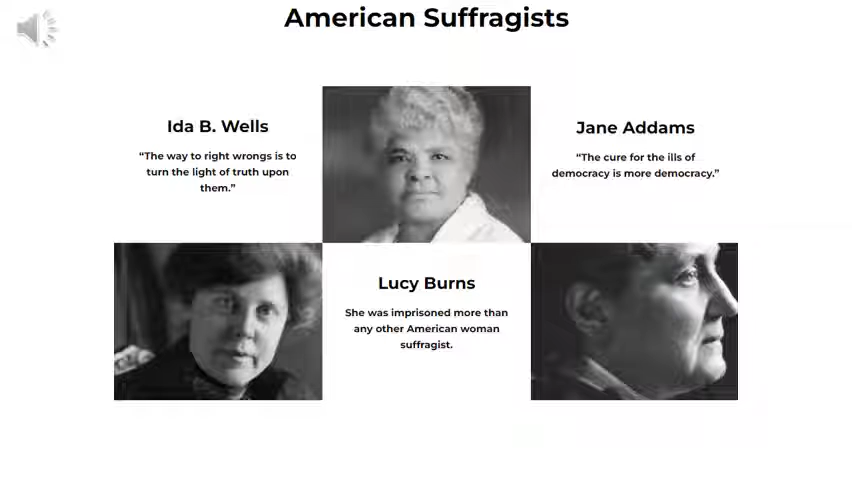 American Suffragists
Ida B. Wells
“The way to right wrongs is to
turn the light of truth upon
them.”
Jane Addams
“The cure for the ills of
democracy is more democracy.”
Lucy Burns
She was imprisoned more than
any other American woman
suffragist.